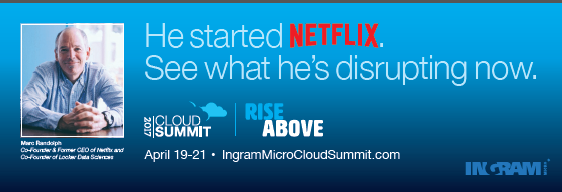 He started NETFLIX.
See what he's disrupting now.
2017 CLOUD SUMMIT
RISE ABOVE
Marc Randolph
Co-Founder & Former CEO of Netflix and
Co-Founder of Looker Data Sciences
April 19-21 • IngramMicroCloudSummit.com
INGRAM